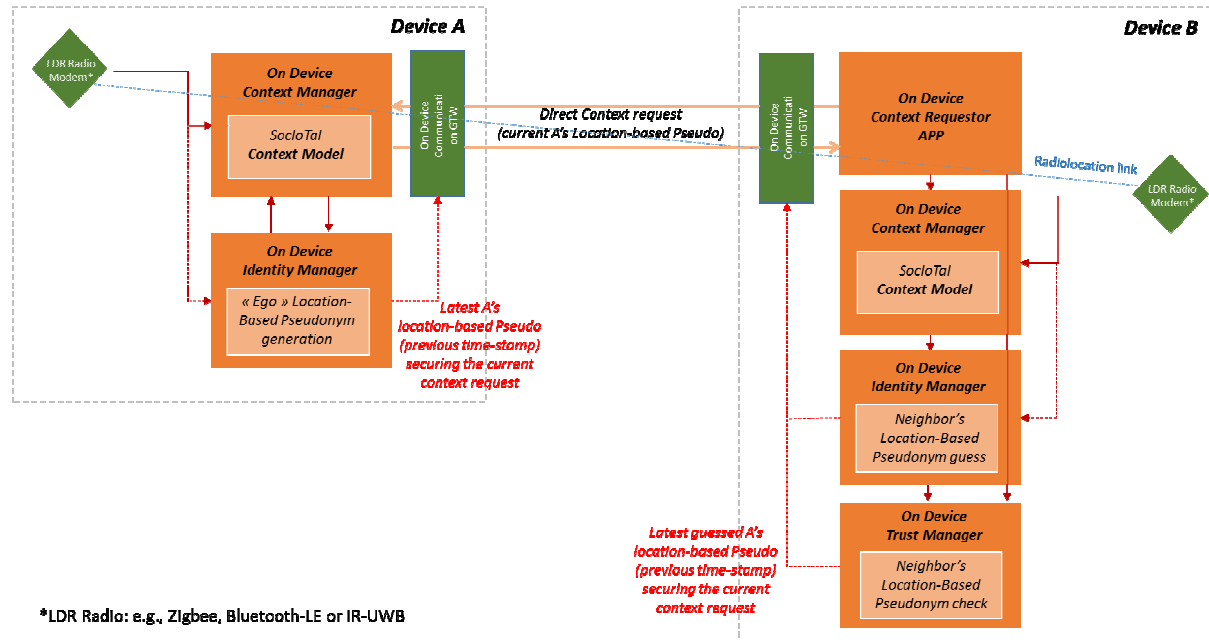 Device A
LDR Radio
Modem*
On Device
Context Manager
SocIoTal
Context Model
On Device
Communicati
on GTW
On Device
Identity Manager
« Ego » Location-
Based Pseudonym
generation
Latest A's
location-based Pseudo
(previous time-stamp)
securing the current
context request
Direct Context request
(current A's Location-based Pseudo)
Device B
On Device
Communicati
on GTW
On Device
Context Requestor
APP
Radiolocation link
LDR Radio
Modem*
On Device
Context Manager
SocIoTal
Context Model
On Device
Identity Manager
Neighbor's
Location-Based
Pseudonym guess
On Device
Trust Manager
Neighbor's
Location-Based
Pseudonym check
Latest guessed A's
location-based Pseudo
(previous time-stamp)
securing the current
context request
*LDR Radio: e.g., Zigbee, Bluetooth-LE or IR-UWB